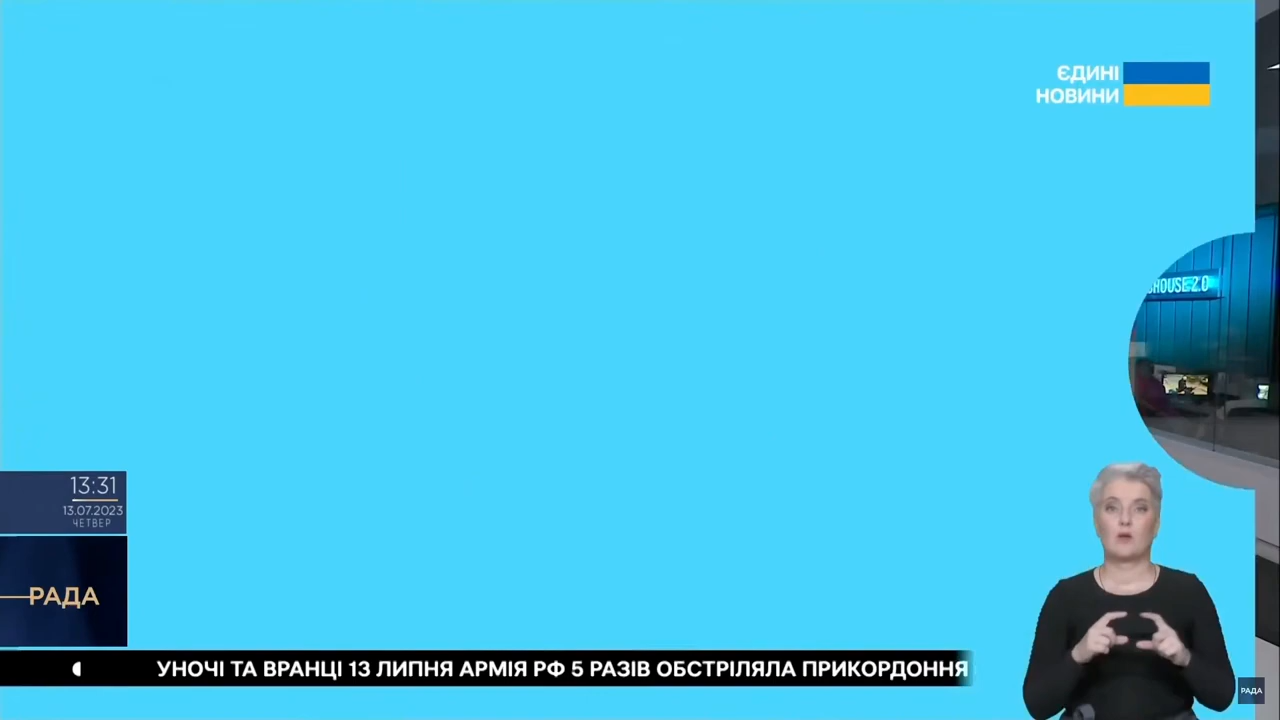 ЄДИНІ
НОВИНИ
HOUSE 2.0
13:31
13.07.2023
ЧЕТВЕР
РАДА
УНОЧІ ТА ВРАНЦІ 13 ЛИПНЯ АРМІЯ РФ 5 РАЗІВ ОБСТРІЛЯЛА ПРИКОРДОННЯ
РАДА